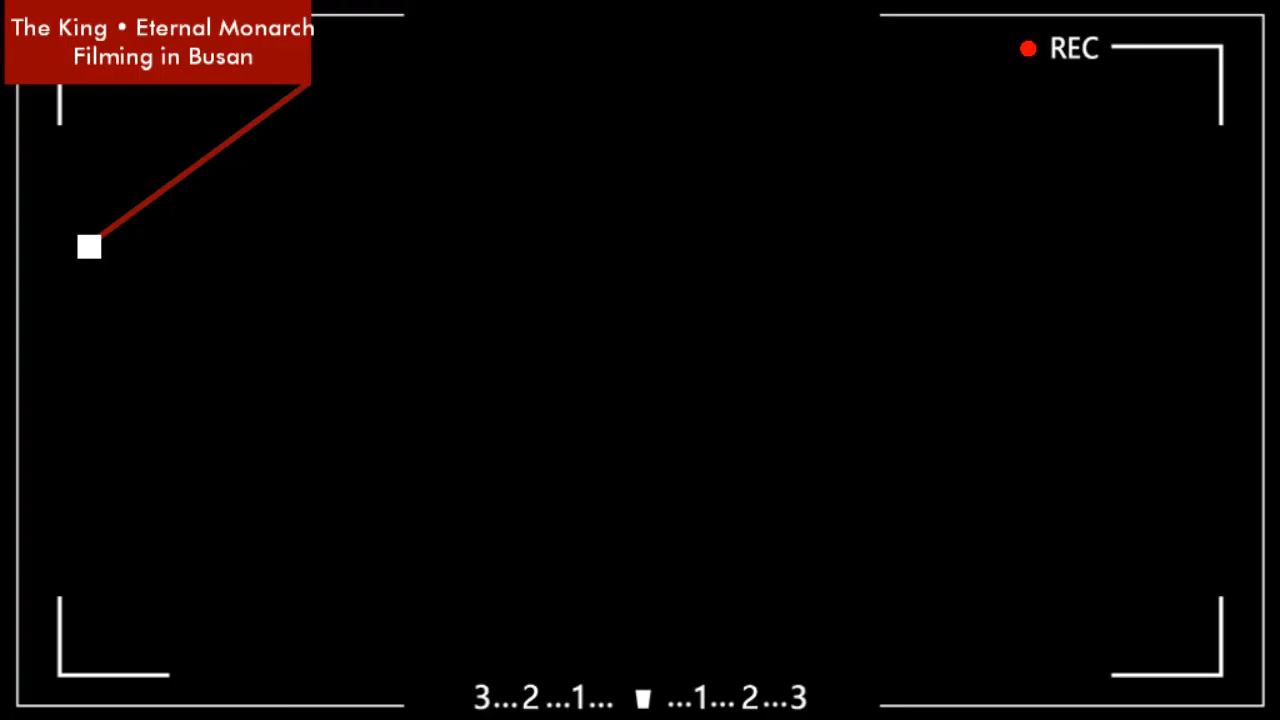 The King • Eternal Monarch
Filming in Busan
REC
3...2...1... ...1...2...3